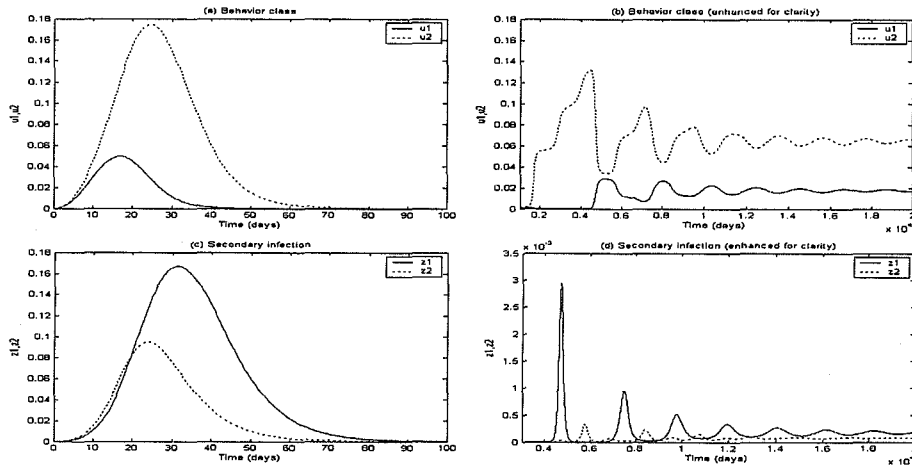 (a) Behavior class
0.18
0.16
0.14
0.12
0.1
0.08
0.06
0.04
0.02
0
u1,u2
u1
u2
0 10 20 30 40 50 60 70 80 90 100
Time (days)
(b) Behavior class (enhanced for clarity)
0.18
0.16
0.14
0.12
0.1
0.08
0.06
0.04
0.02
0
u1,u2
u1
u2
0.2 0.4 0.6 0.8 1 1.2 1.4 1.6 1.8
Time (days)
(c) Secondary infection
0.18
0.16
0.14
0.12
0.1
0.08
0.06
0.04
0.02
0
z1,z2
z1
z2
0 10 20 30 40 50 60 70 80 90 100
Time (days)
(d) Secondary infection (enhanced for clarity)
3.5
3
2.5
2
1.5
1
0.5
0
z1,z2
z1
z2
0.4 0.6 0.8 1 1.2 1.4 1.6 1.8
Time (days)